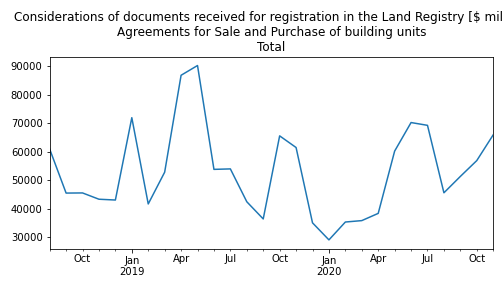 Considerations of documents received for registration in the Land Registry [$ mil
Agreements for Sale and Purchase of building units
Total
90000
80000
70000
60000
50000
40000
30000
Oct Jan Apr Jul Oct Jan Apr Jul Oct
2019 2020